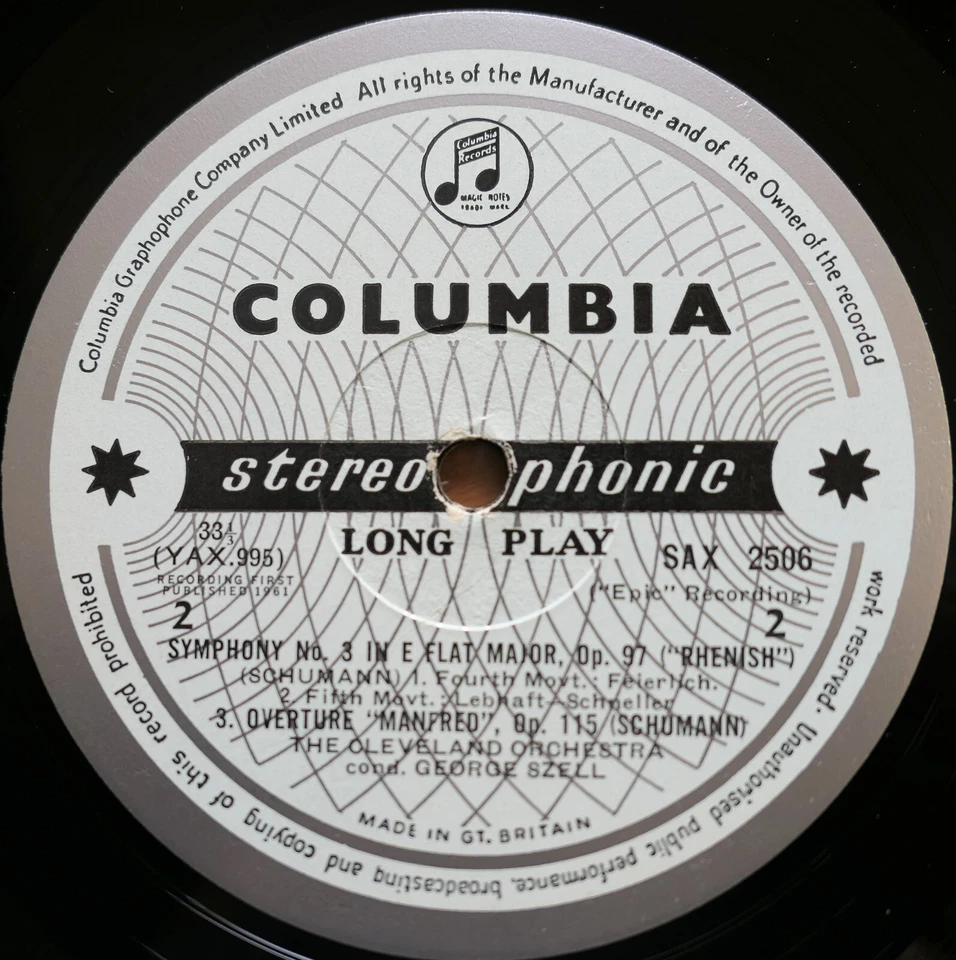 Columbia Graphophone Company Limited All rights of the Manufacturer and of the Owner of the recorded
work reserved · Unauthorised public performance, broadcasting and copying of this record prohibited
Columbia
Records
MAGIC NOTES
TRADE MARK
COLUMBIA
stereophonic
LONG PLAY
33⅓
(YAX.995)
RECORDING FIRST
PUBLISHED 1961
2
SAX 2506
("Epic" Recording)
2
SYMPHONY No. 3 IN E FLAT MAJOR, Op. 97 ("RHENISH")
(SCHUMANN) 1. Fourth Movt.: Feierlich.
2. Fifth Movt.: Lebhaft—Schneller
3. OVERTURE "MANFRED", Op. 115 (SCHUMANN)
THE CLEVELAND ORCHESTRA
cond. GEORGE SZELL
MADE IN GT. BRITAIN